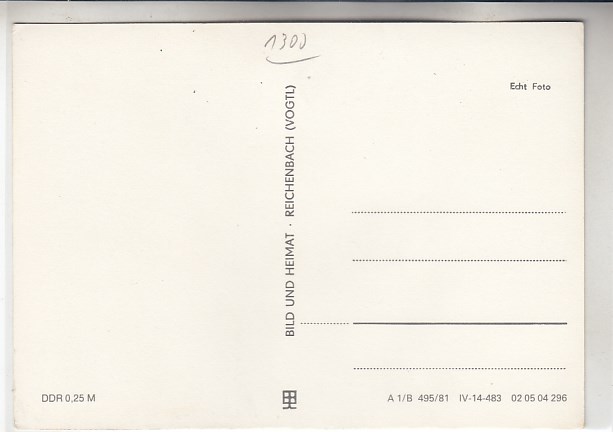 1300
Echt Foto
BILD UND HEIMAT · REICHENBACH (VOGTL)
DDR 0,25 M
A 1/B 495/81 IV-14-483 02 05 04 296